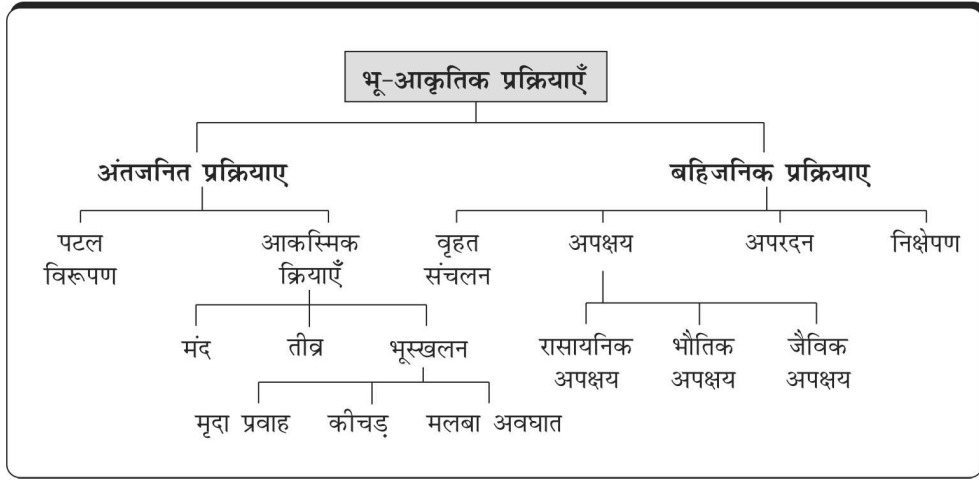 भू-आकृतिक प्रक्रियाएँ
अंतजनित प्रक्रियाए
बहिजनिक प्रक्रियाए
पटल
विरूपण
आकस्मिक
क्रियाएँ
वृहत
संचलन
अपक्षय
अपरदन
निक्षेपण
मंद
तीव्र
भूस्खलन
रासायनिक
अपक्षय
भौतिक
अपक्षय
जैविक
अपक्षय
मृदा प्रवाह
कीचड़
मलबा अवघात